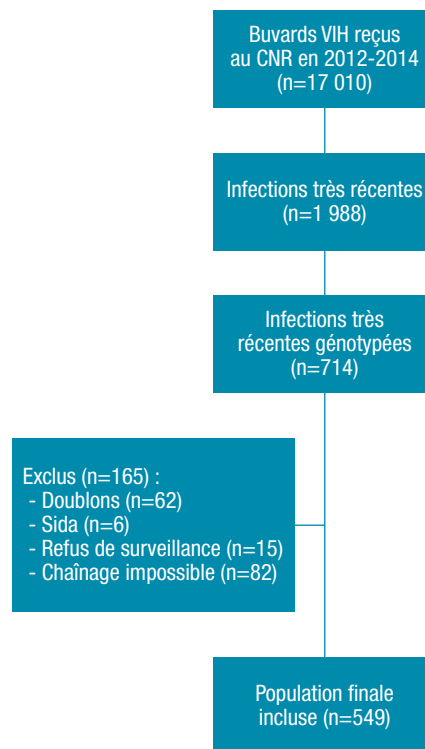 Buvards VIH reçus
au CNR en 2012-2014
(n=17 010)
Infections très récentes
(n=1 988)
Infections très
récentes génotypées
(n=714)
Exclus (n=165) :
- Doublons (n=62)
- Sida (n=6)
- Refus de surveillance (n=15)
- Chaînage impossible (n=82)
Population finale
incluse (n=549)